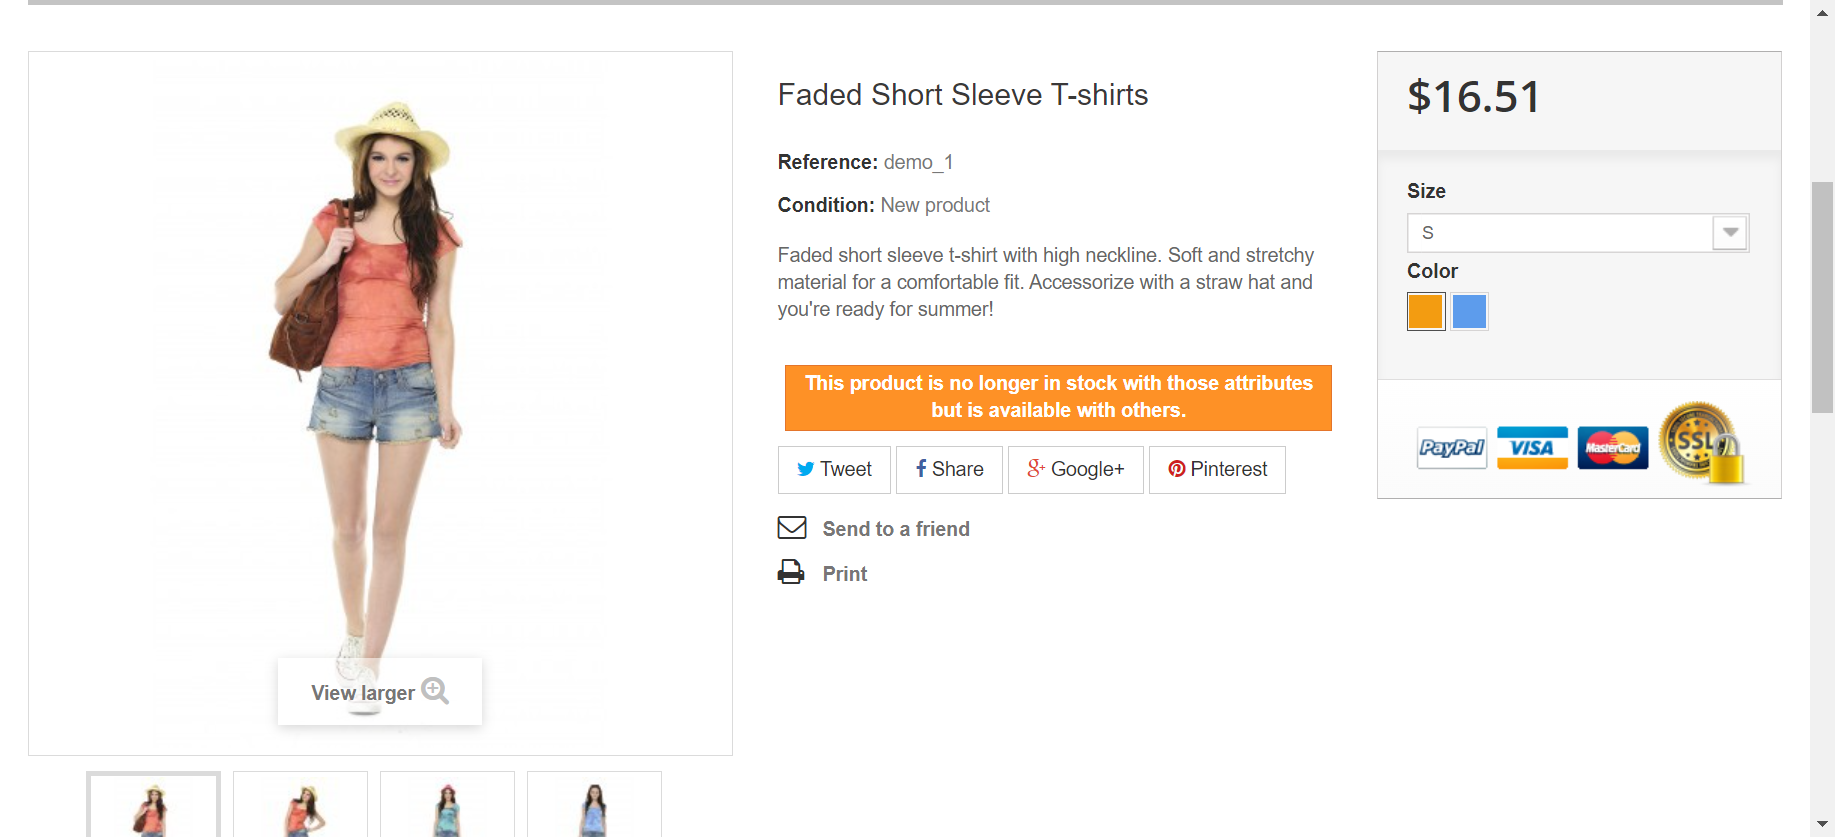 Faded Short Sleeve T-shirts
Reference: demo_1
Condition: New product
Faded short sleeve t-shirt with high neckline. Soft and stretchy
material for a comfortable fit. Accessorize with a straw hat and
you're ready for summer!
This product is no longer in stock with those attributes
but is available with others.
Tweet
Share
Google+
Pinterest
Send to a friend
Print
View larger
$16.51
Size
S
Color
PayPal
VISA
MasterCard
SSL